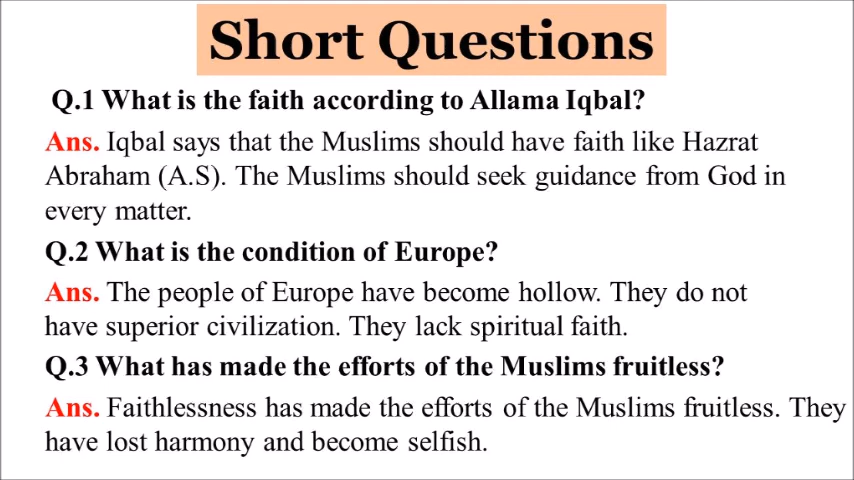 Short Questions
Q.1 What is the faith according to Allama Iqbal?
Ans. Iqbal says that the Muslims should have faith like Hazrat
Abraham (A.S). The Muslims should seek guidance from God in
every matter.
Q.2 What is the condition of Europe?
Ans. The people of Europe have become hollow. They do not
have superior civilization. They lack spiritual faith.
Q.3 What has made the efforts of the Muslims fruitless?
Ans. Faithlessness has made the efforts of the Muslims fruitless. They
have lost harmony and become selfish.